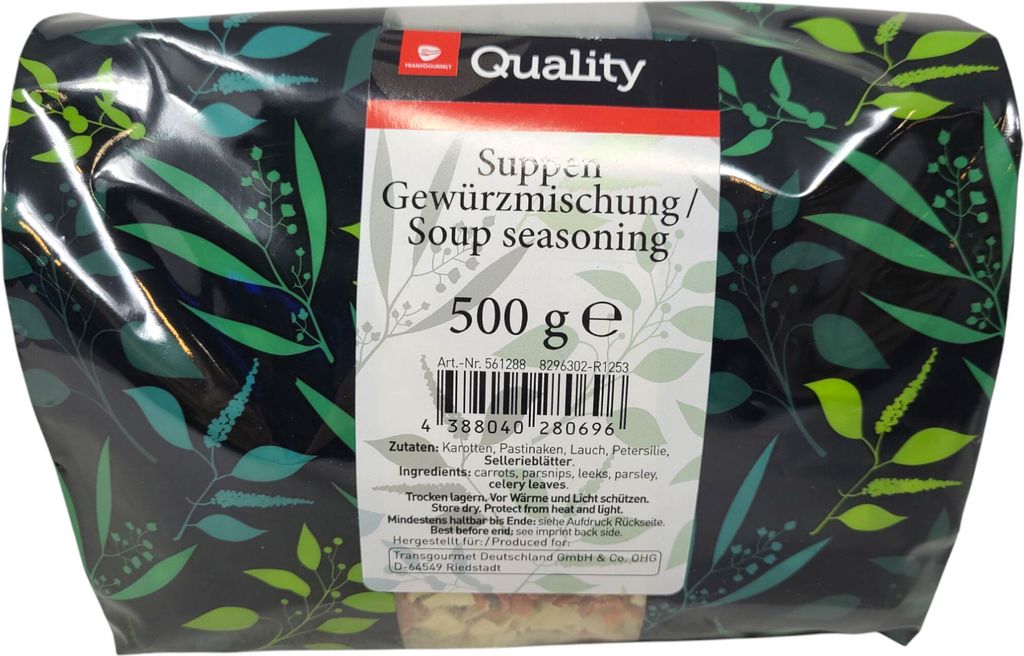 TRANSGOURMET
Quality
Suppen
Gewürzmischung /
Soup seasoning
500 g ℮
Art.-Nr. 561288 8296302-R1253
4 388040 280696
Zutaten: Karotten, Pastinaken, Lauch, Petersilie,
Sellerieblätter.
Ingredients: carrots, parsnips, leeks, parsley,
celery leaves.
Trocken lagern. Vor Wärme und Licht schützen.
Store dry. Protect from heat and light.
Mindestens haltbar bis Ende: siehe Aufdruck Rückseite.
Best before end: see imprint back side.
Hergestellt für:/Produced for:
Transgourmet Deutschland GmbH & Co. OHG
D-64549 Riedstadt